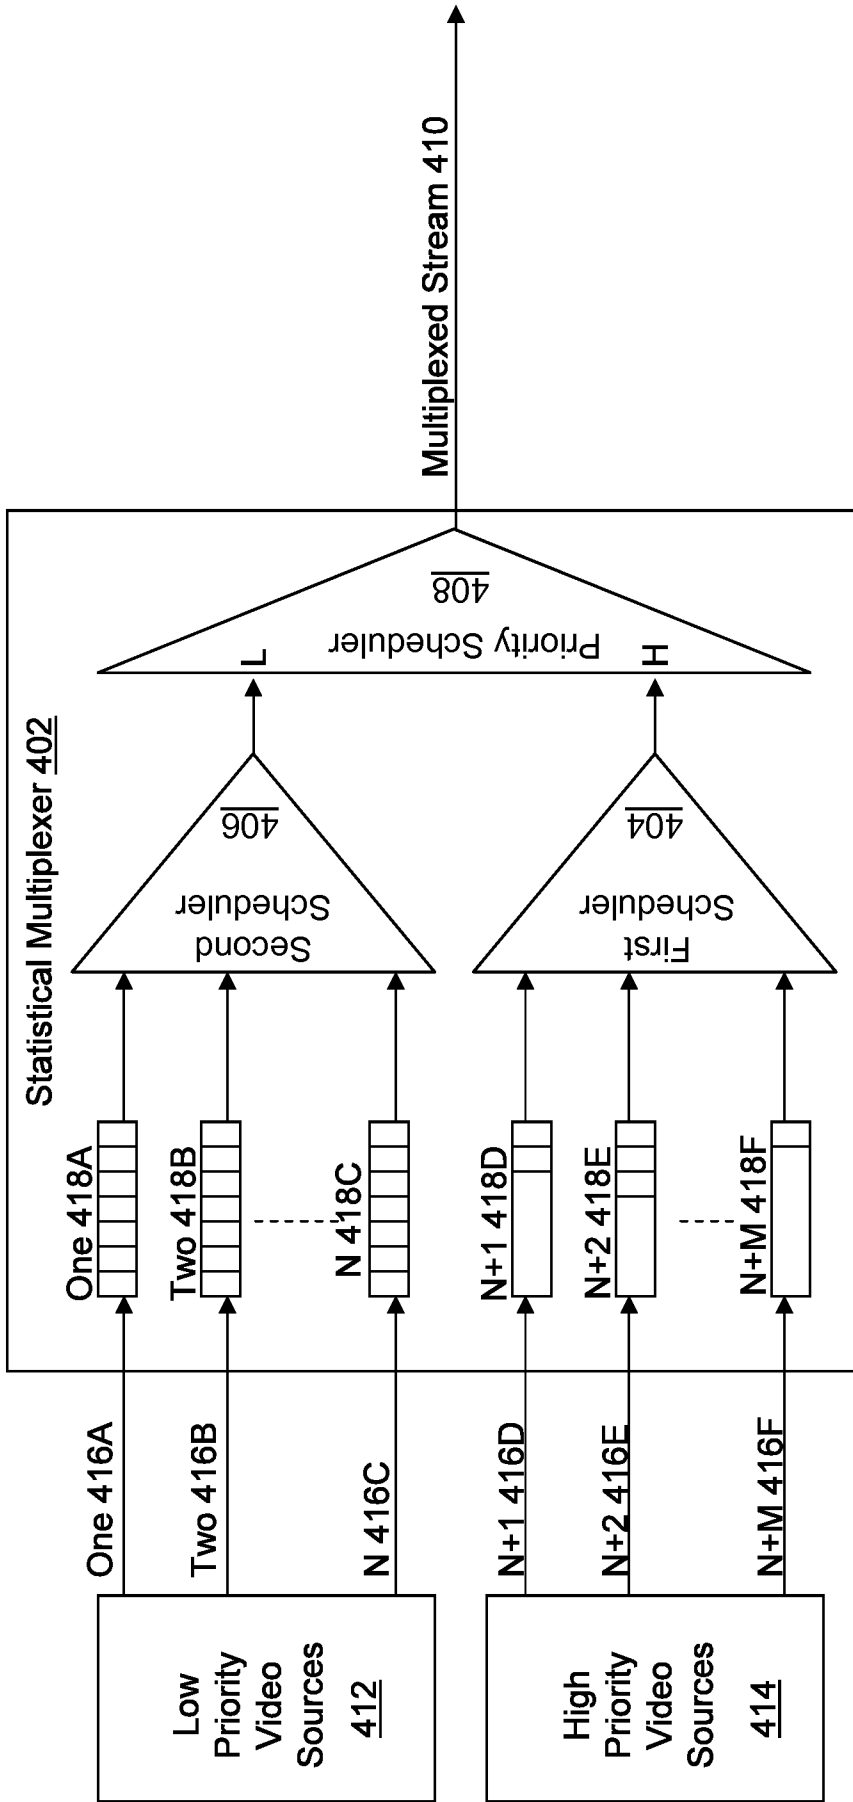 Low
Priority
Video
Sources
412
High
Priority
Video
Sources
414
One 416A
Two 416B
N 416C
N+1 416D
N+2 416E
N+M 416F
Statistical Multiplexer 402
One 418A
Two 418B
N 418C
N+1 418D
N+2 418E
N+M 418F
Second
Scheduler
406
First
Scheduler
404
L
H
Priority Scheduler
408
Multiplexed Stream 410